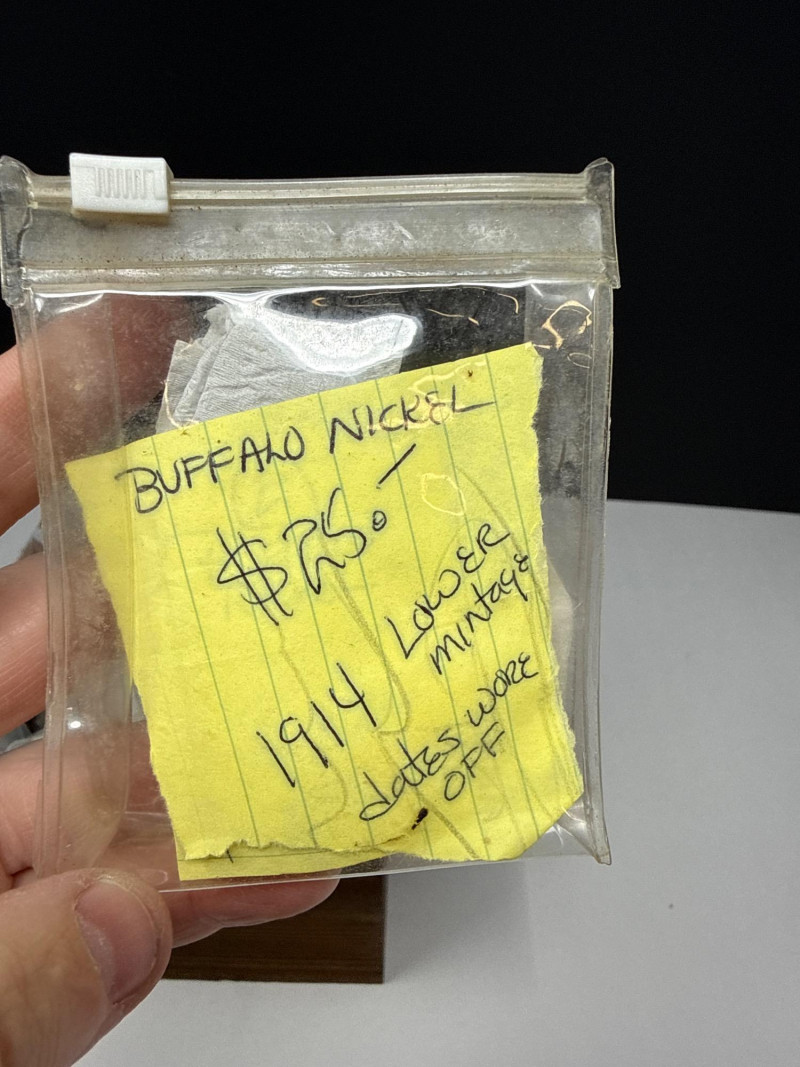 BUFFALO NICKEL
$25.—
LOWER
mintage
1914
dates wore
OFF